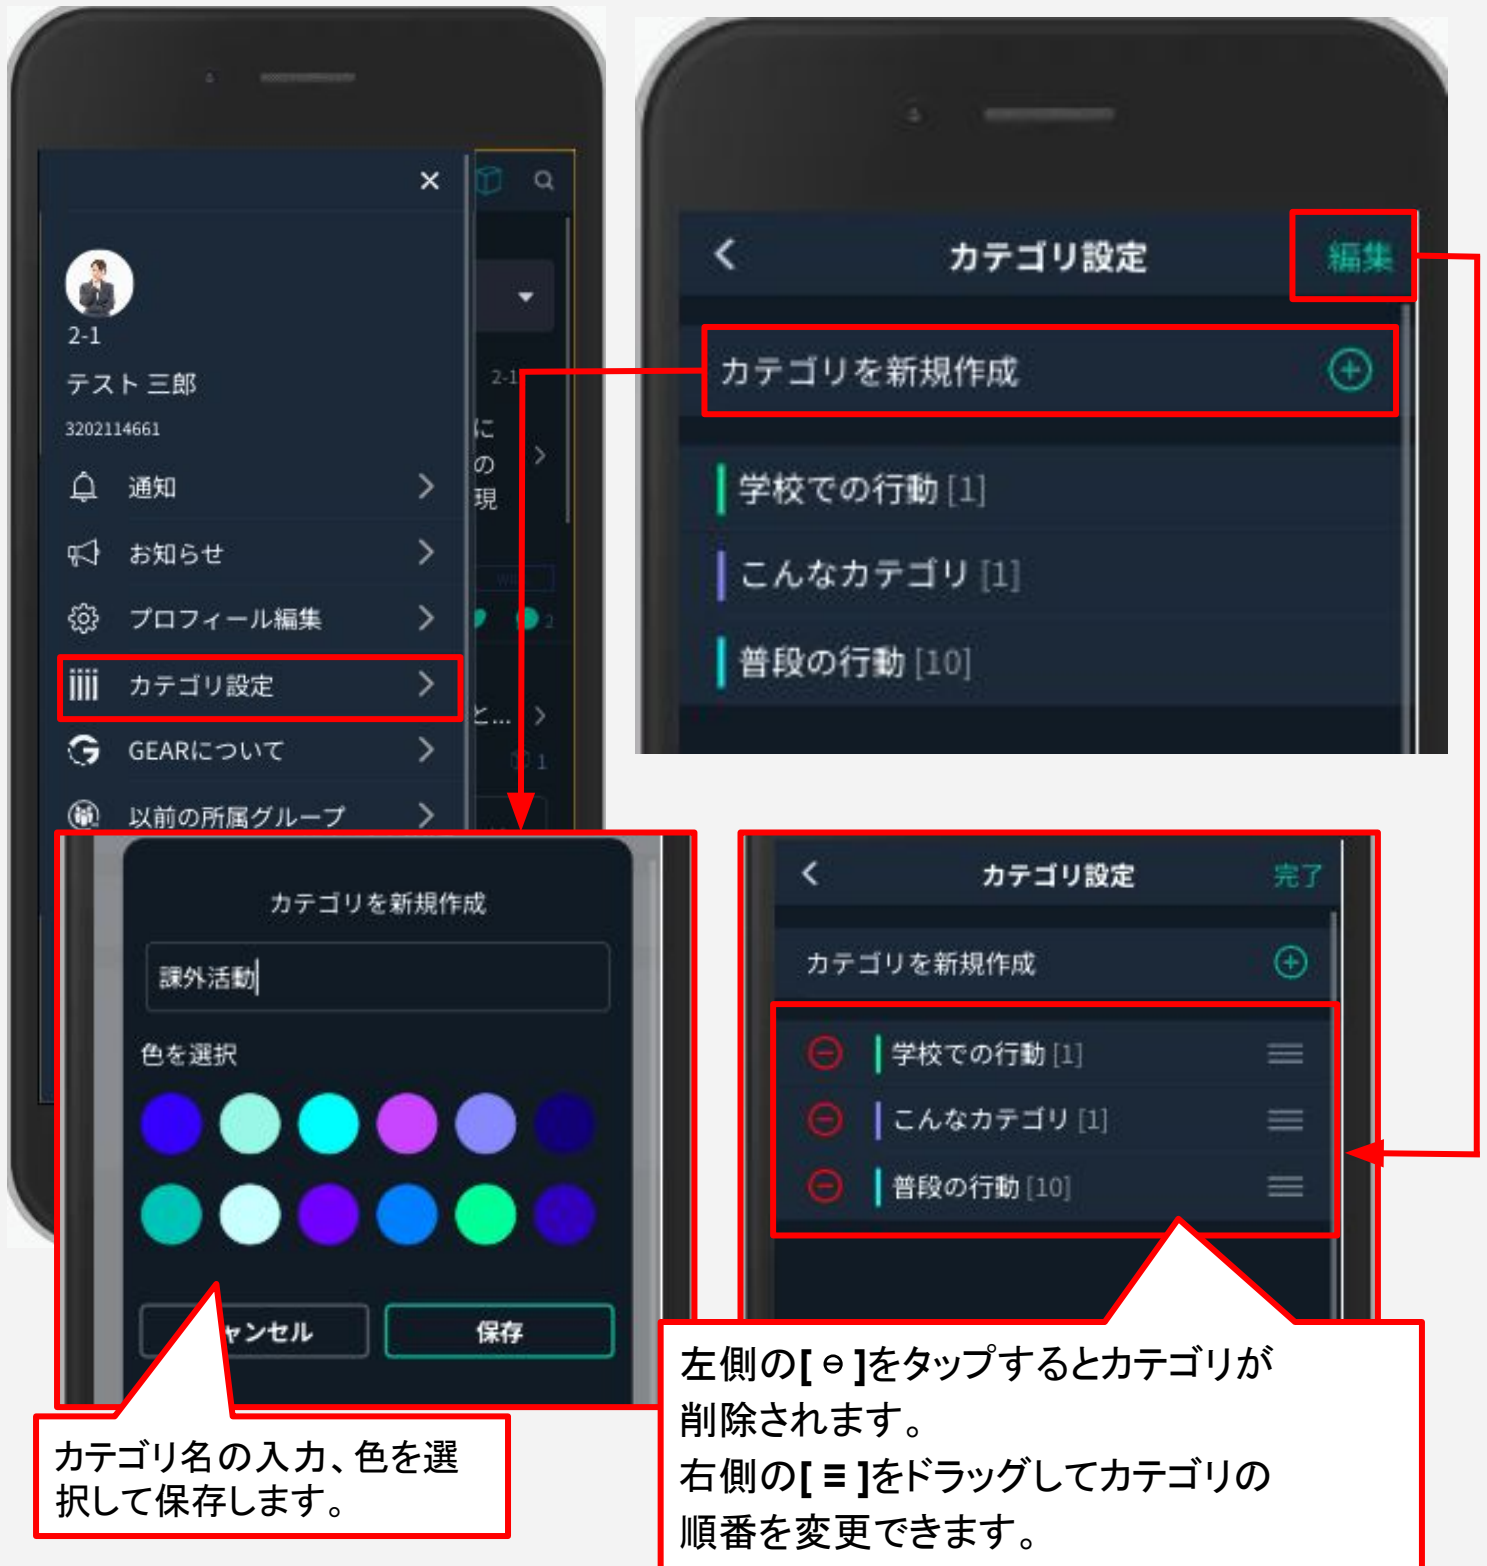 2-1
テスト 三郎
3202114661
通知
お知らせ
プロフィール編集
カテゴリ設定
GEARについて
以前の所属グループ
2-1
に
の
現
2
と...
1
カテゴリ設定
編集
カテゴリを新規作成
学校での行動 [1]
こんなカテゴリ [1]
普段の行動 [10]
カテゴリを新規作成
課外活動
色を選択
ャンセル
保存
カテゴリ名の入力、色を選
択して保存します。
カテゴリ設定
完了
カテゴリを新規作成
学校での行動 [1]
こんなカテゴリ [1]
普段の行動 [10]
左側の[ ⊖ ]をタップするとカテゴリが
削除されます。
右側の[ ≡ ]をドラッグしてカテゴリの
順番を変更できます。